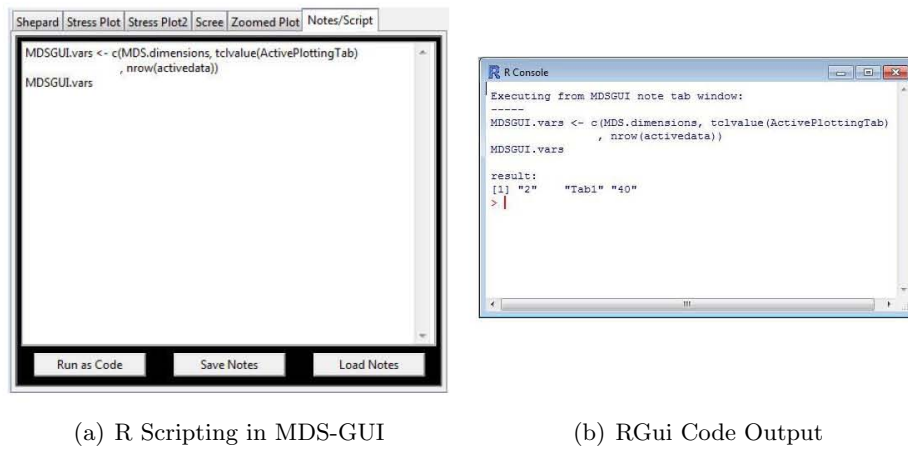 Shepard Stress Plot Stress Plot2 Scree Zoomed Plot Notes/Script
MDSGUI.vars <- c(MDS.dimensions, tclvalue(ActivePlottingTab)
, nrow(activedata))
MDSGUI.vars
Run as Code Save Notes Load Notes
(a) R Scripting in MDS-GUI
R Console
Executing from MDSGUI note tab window:
-----
MDSGUI.vars <- c(MDS.dimensions, tclvalue(ActivePlottingTab)
, nrow(activedata))
MDSGUI.vars
result:
[1] "2" "Tab1" "40"
>
(b) RGui Code Output